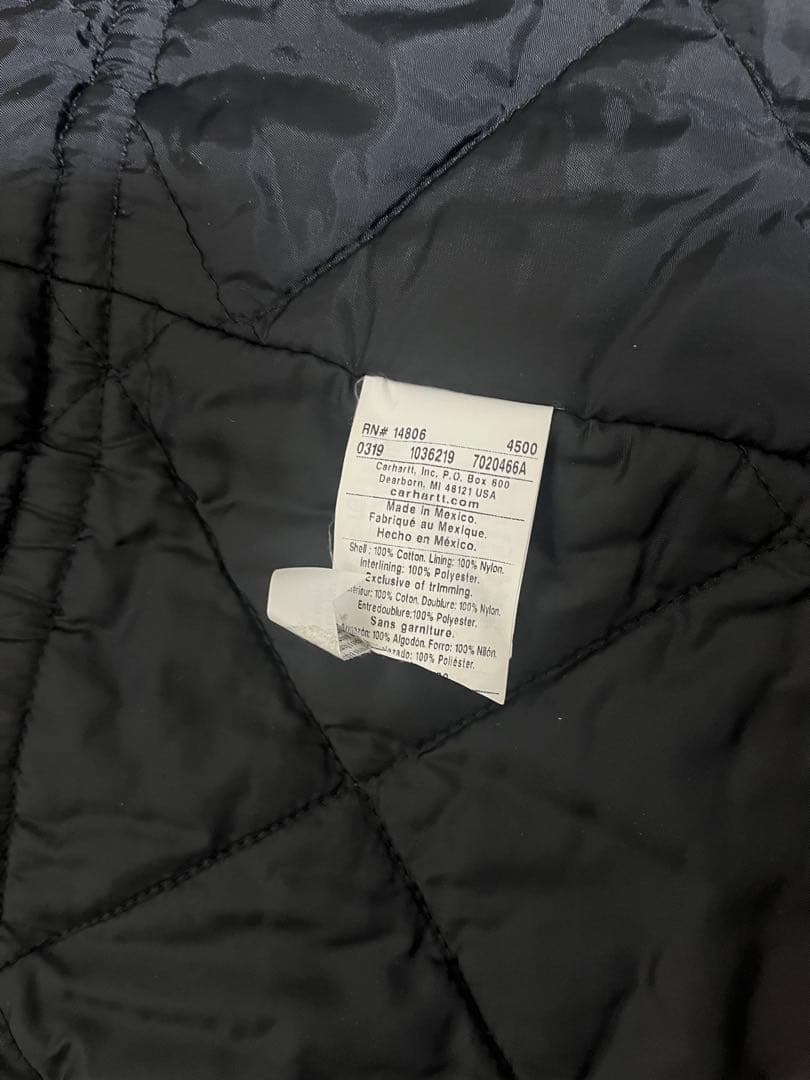 RN# 14806 4500
0319 1036219 7020466A
Carhartt, Inc. P.O. Box 600
Dearborn, MI 48121 USA
carhartt.com
Made in Mexico.
Fabriqué au Mexique.
Hecho en México.
Shell : 100% Cotton. Lining: 100% Nylon.
Interlining: 100% Polyester.
Exclusive of trimming.
100% Coton. Doublure: 100% Nylon.
Entredoublure:100% Polyester.
Sans garniture.
100% Algodón. Forro: 100% Nilón.
100% Poliéster.